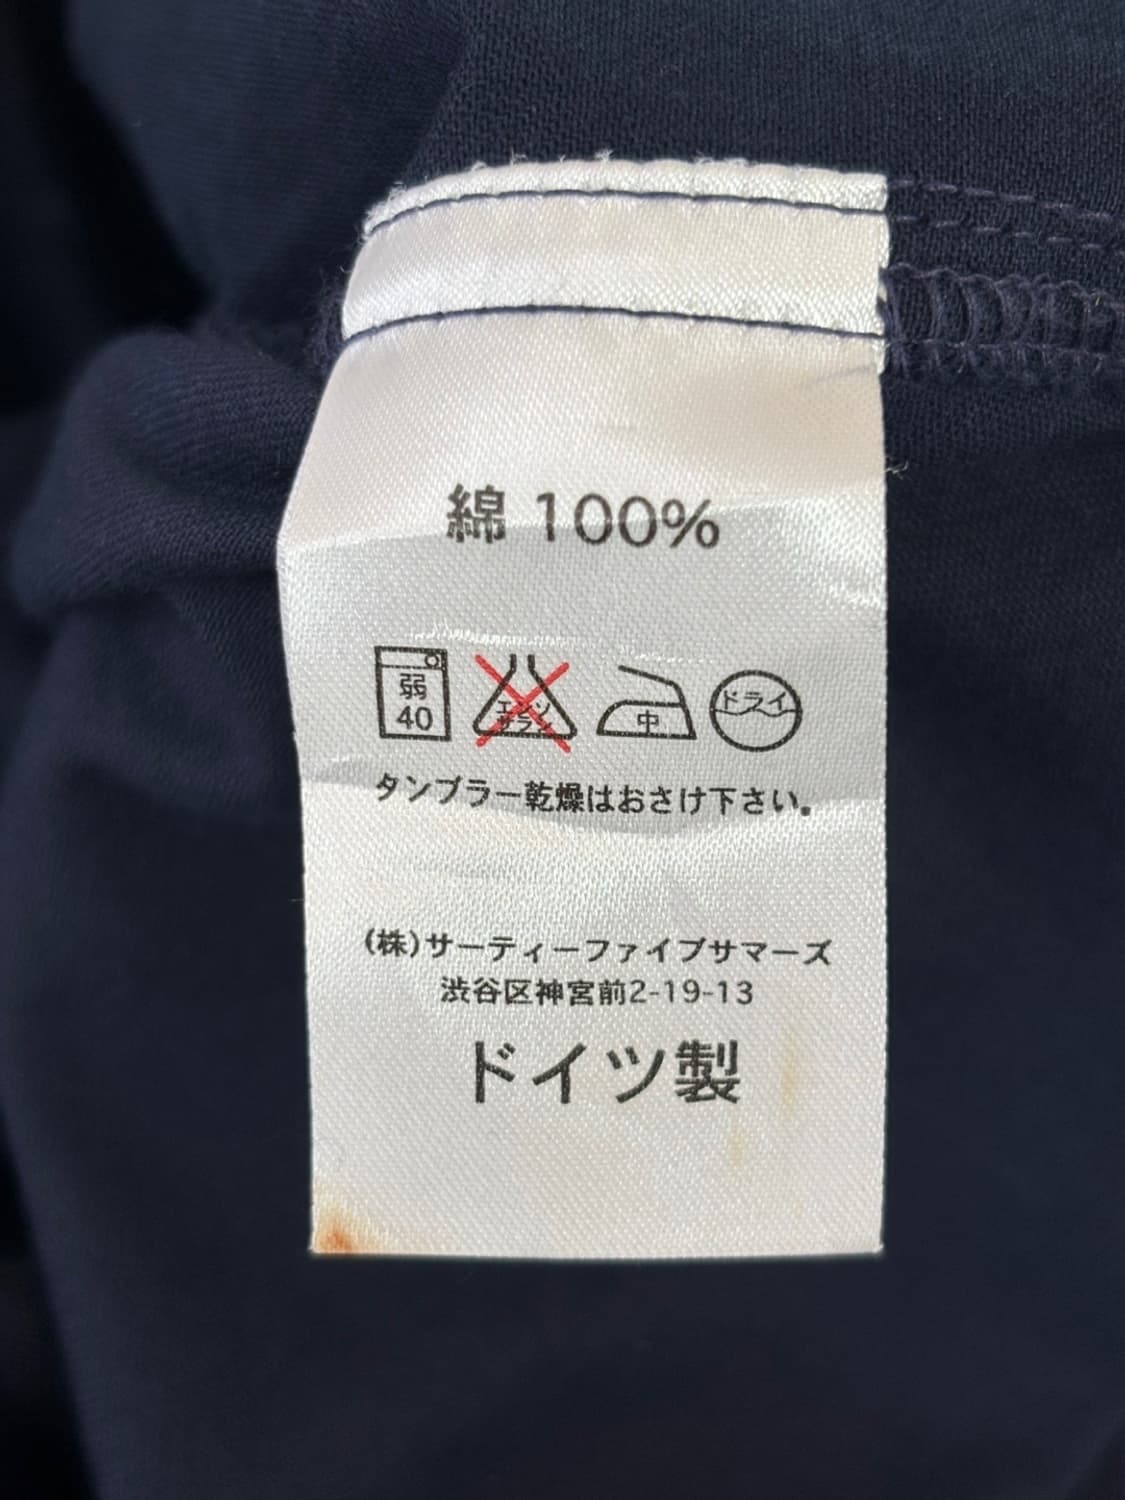 綿 100%
弱
40
エンソ
サラシ
中
ドライ
タンブラー乾燥はおさけ下さい。
(株)サーティーファイブサマーズ
渋谷区神宮前2-19-13
ドイツ製